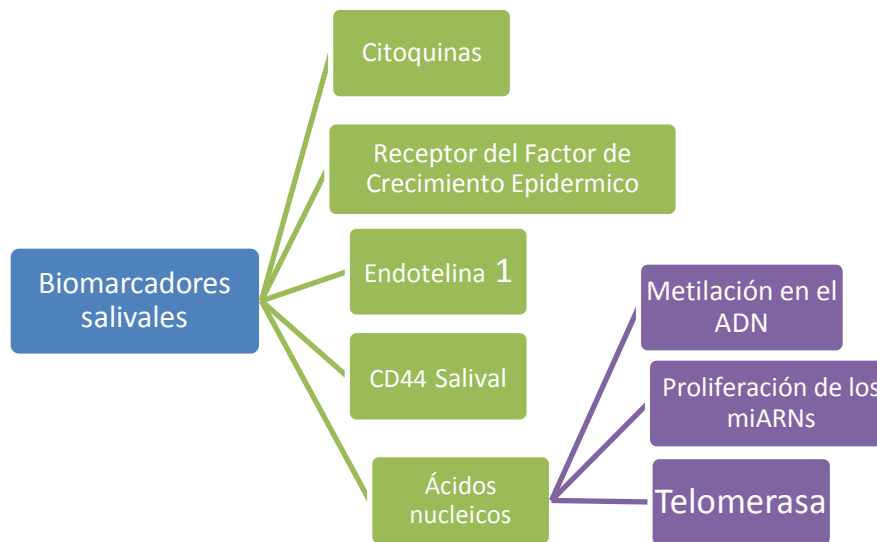 Citoquinas
Receptor del Factor de
Crecimiento Epidermico
Biomarcadores
salivales
Endotelina 1
CD44 Salival
Ácidos
nucleicos
Metilación en el
ADN
Proliferación de los
miARNs
Telomerasa